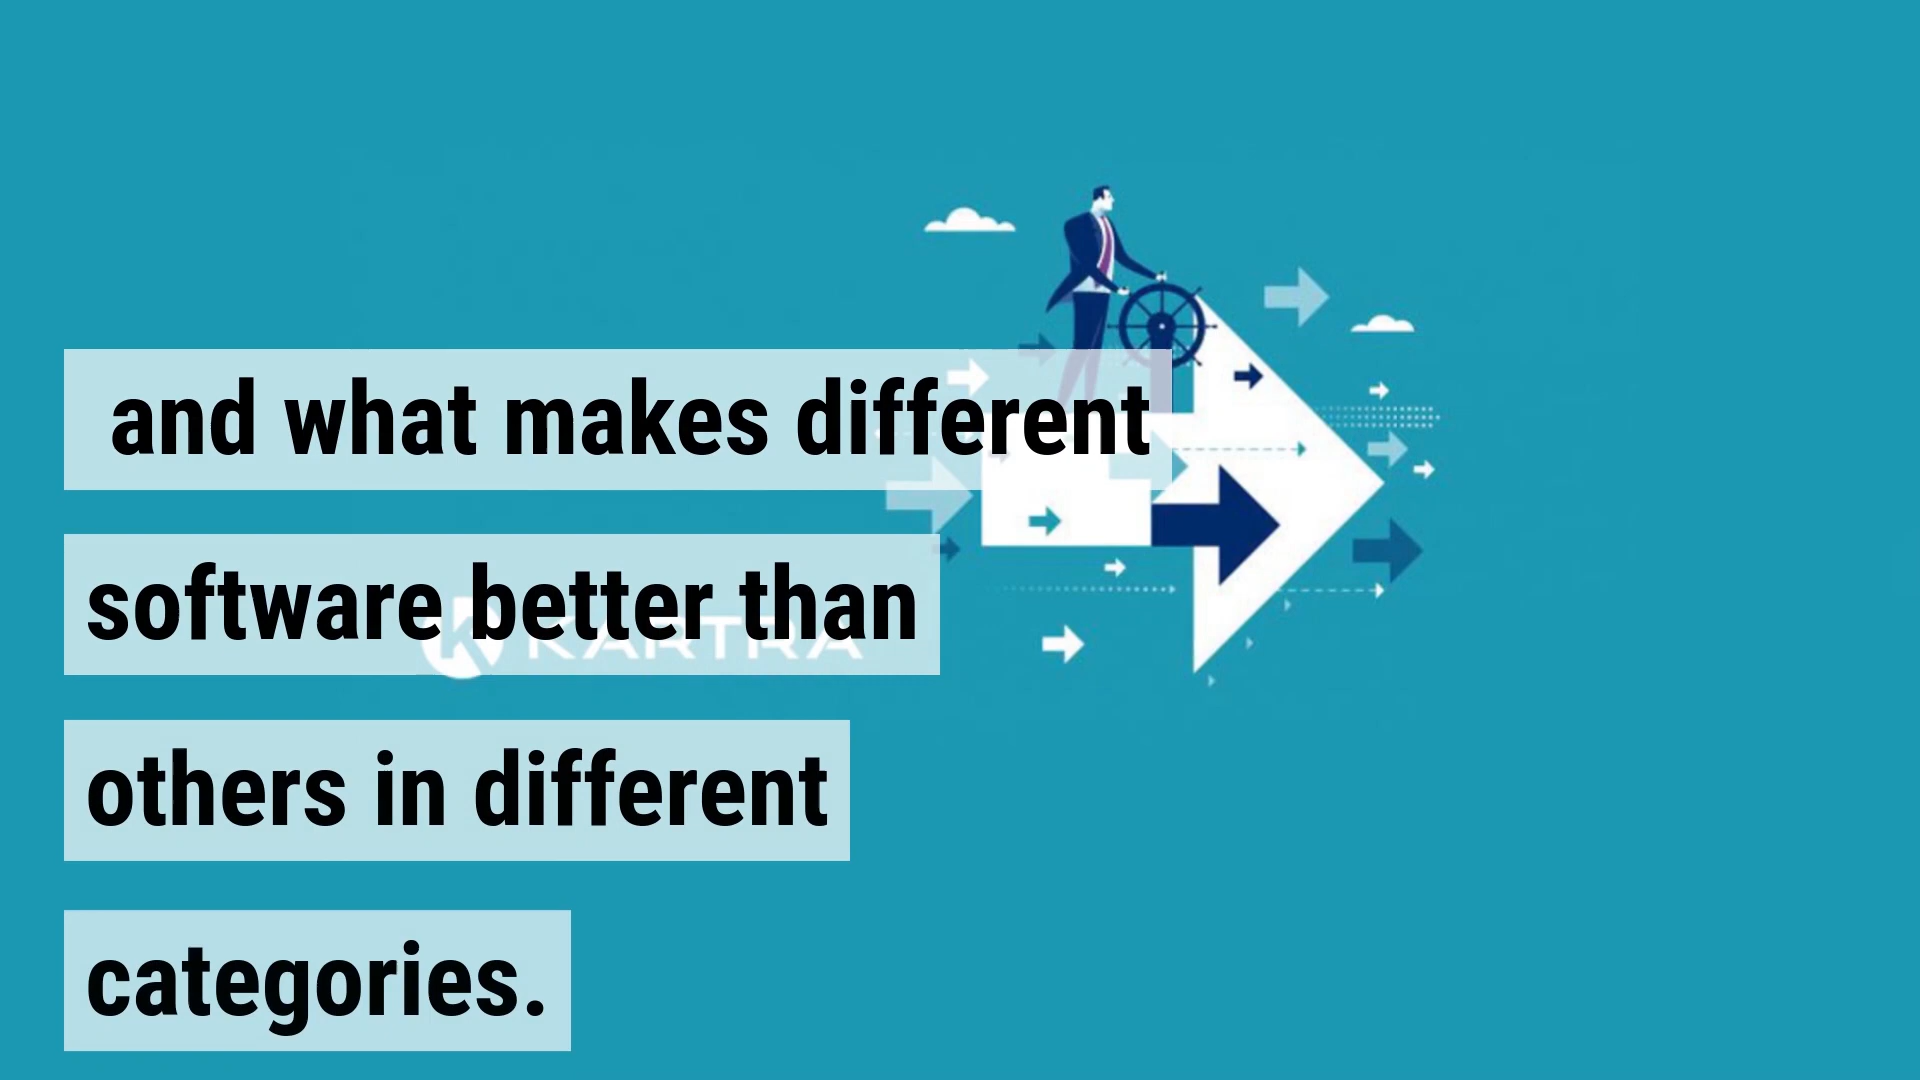 and what makes different
software better than
KARTRA
others in different
categories.